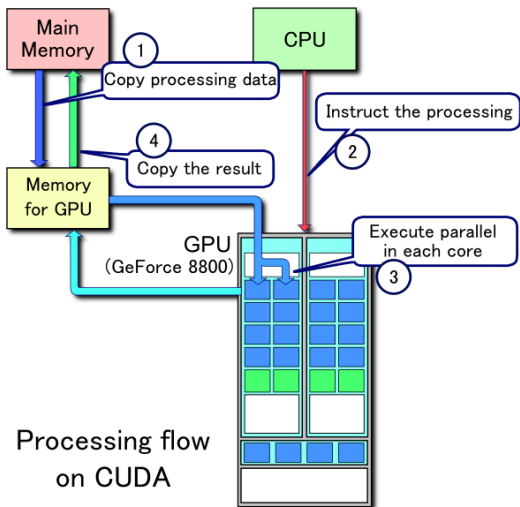 Main
Memory
CPU
1
Copy processing data
Instruct the processing
2
4
Copy the result
Memory
for GPU
GPU
(GeForce 8800)
Execute parallel
in each core
3
Processing flow
on CUDA